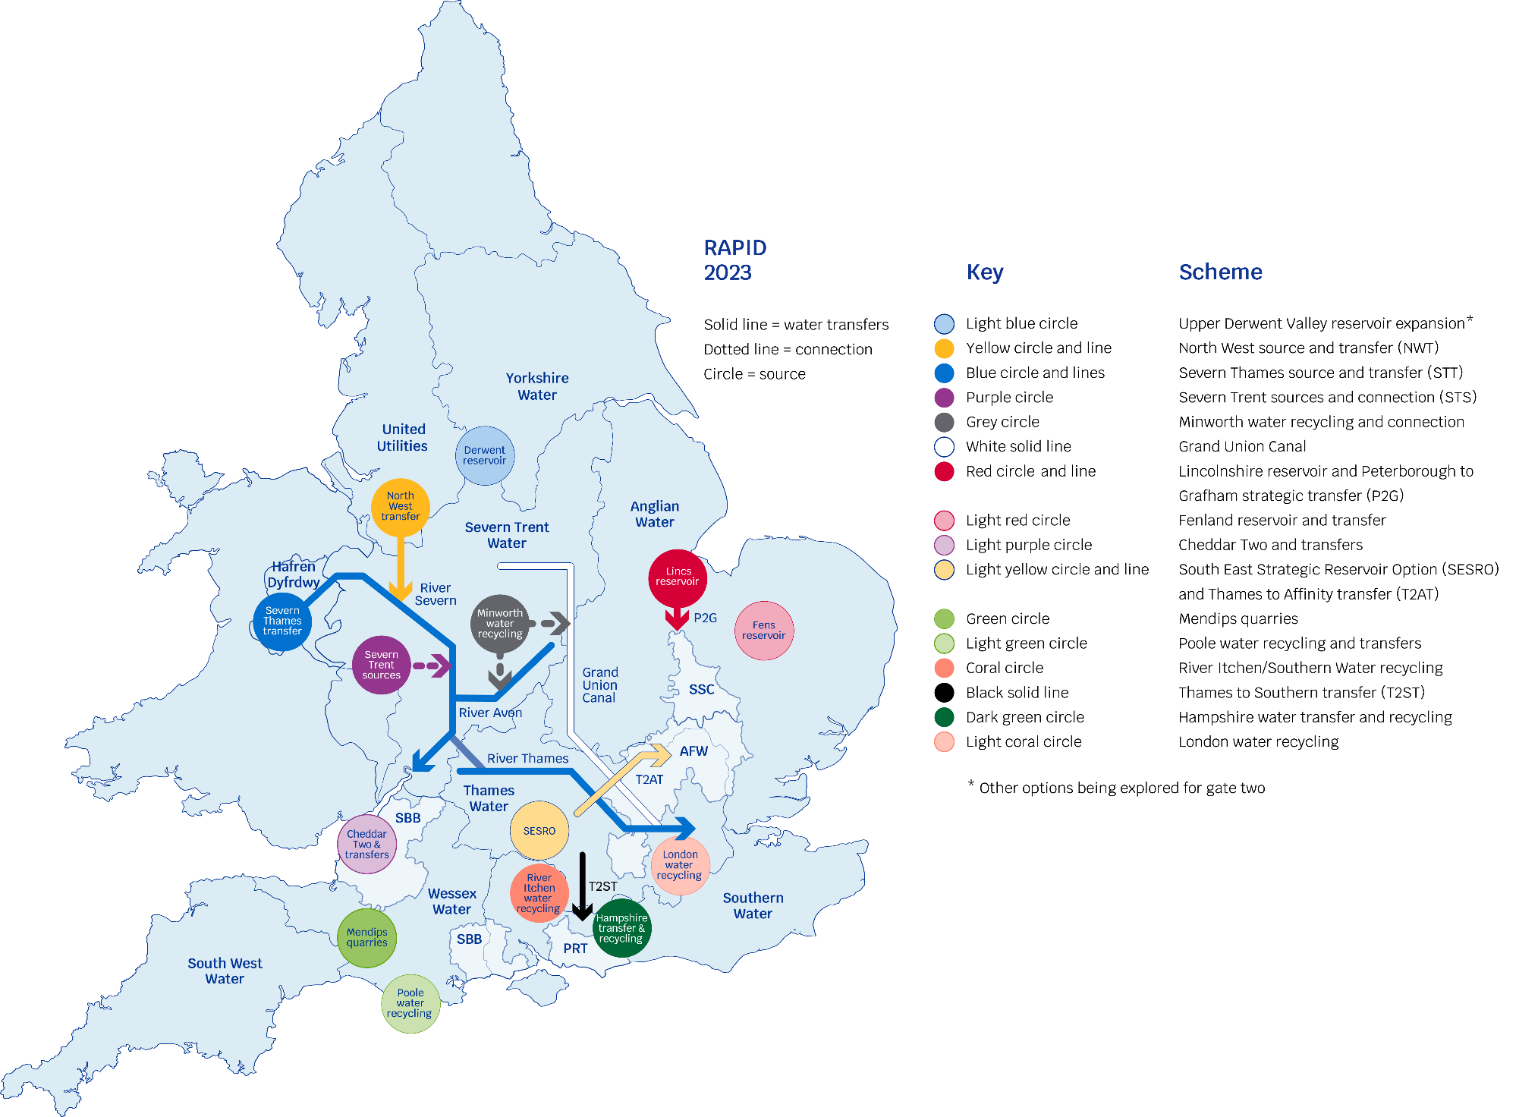 RAPID
2023
Solid line = water transfers
Dotted line = connection
Circle = source
Key
Scheme
Light blue circle
Upper Derwent Valley reservoir expansion*
Yellow circle and line
North West source and transfer (NWT)
Blue circle and lines
Severn Thames source and transfer (STT)
Purple circle
Severn Trent sources and connection (STS)
Grey circle
Minworth water recycling and connection
White solid line
Grand Union Canal
Red circle and line
Lincolnshire reservoir and Peterborough to
Grafham strategic transfer (P2G)
Light red circle
Fenland reservoir and transfer
Light purple circle
Cheddar Two and transfers
Light yellow circle and line
South East Strategic Reservoir Option (SESRO)
and Thames to Affinity transfer (T2AT)
Green circle
Mendips quarries
Light green circle
Poole water recycling and transfers
Coral circle
River Itchen/Southern Water recycling
Black solid line
Thames to Southern transfer (T2ST)
Dark green circle
Hampshire water transfer and recycling
Light coral circle
London water recycling
* Other options being explored for gate two
Yorkshire
Water
United
Utilities
Derwent
reservoir
North
West
transfer
Severn Trent
Water
Anglian
Water
Hafren
Dyfrdwy
River
Severn
Lincs
reservoir
P2G
Severn
Thames
transfer
Minworth
water
recycling
Fens
reservoir
Severn
Trent
sources
Grand
Union
Canal
SSC
River Avon
AFW
River Thames
T2AT
Thames
Water
SBB
SESRO
Cheddar
Two &
transfers
London
water
recycling
River
Itchen
water
recycling
T2ST
Wessex
Water
Southern
Water
Hampshire
transfer &
recycling
Mendips
quarries
SBB
PRT
South West
Water
Poole
water
recycling